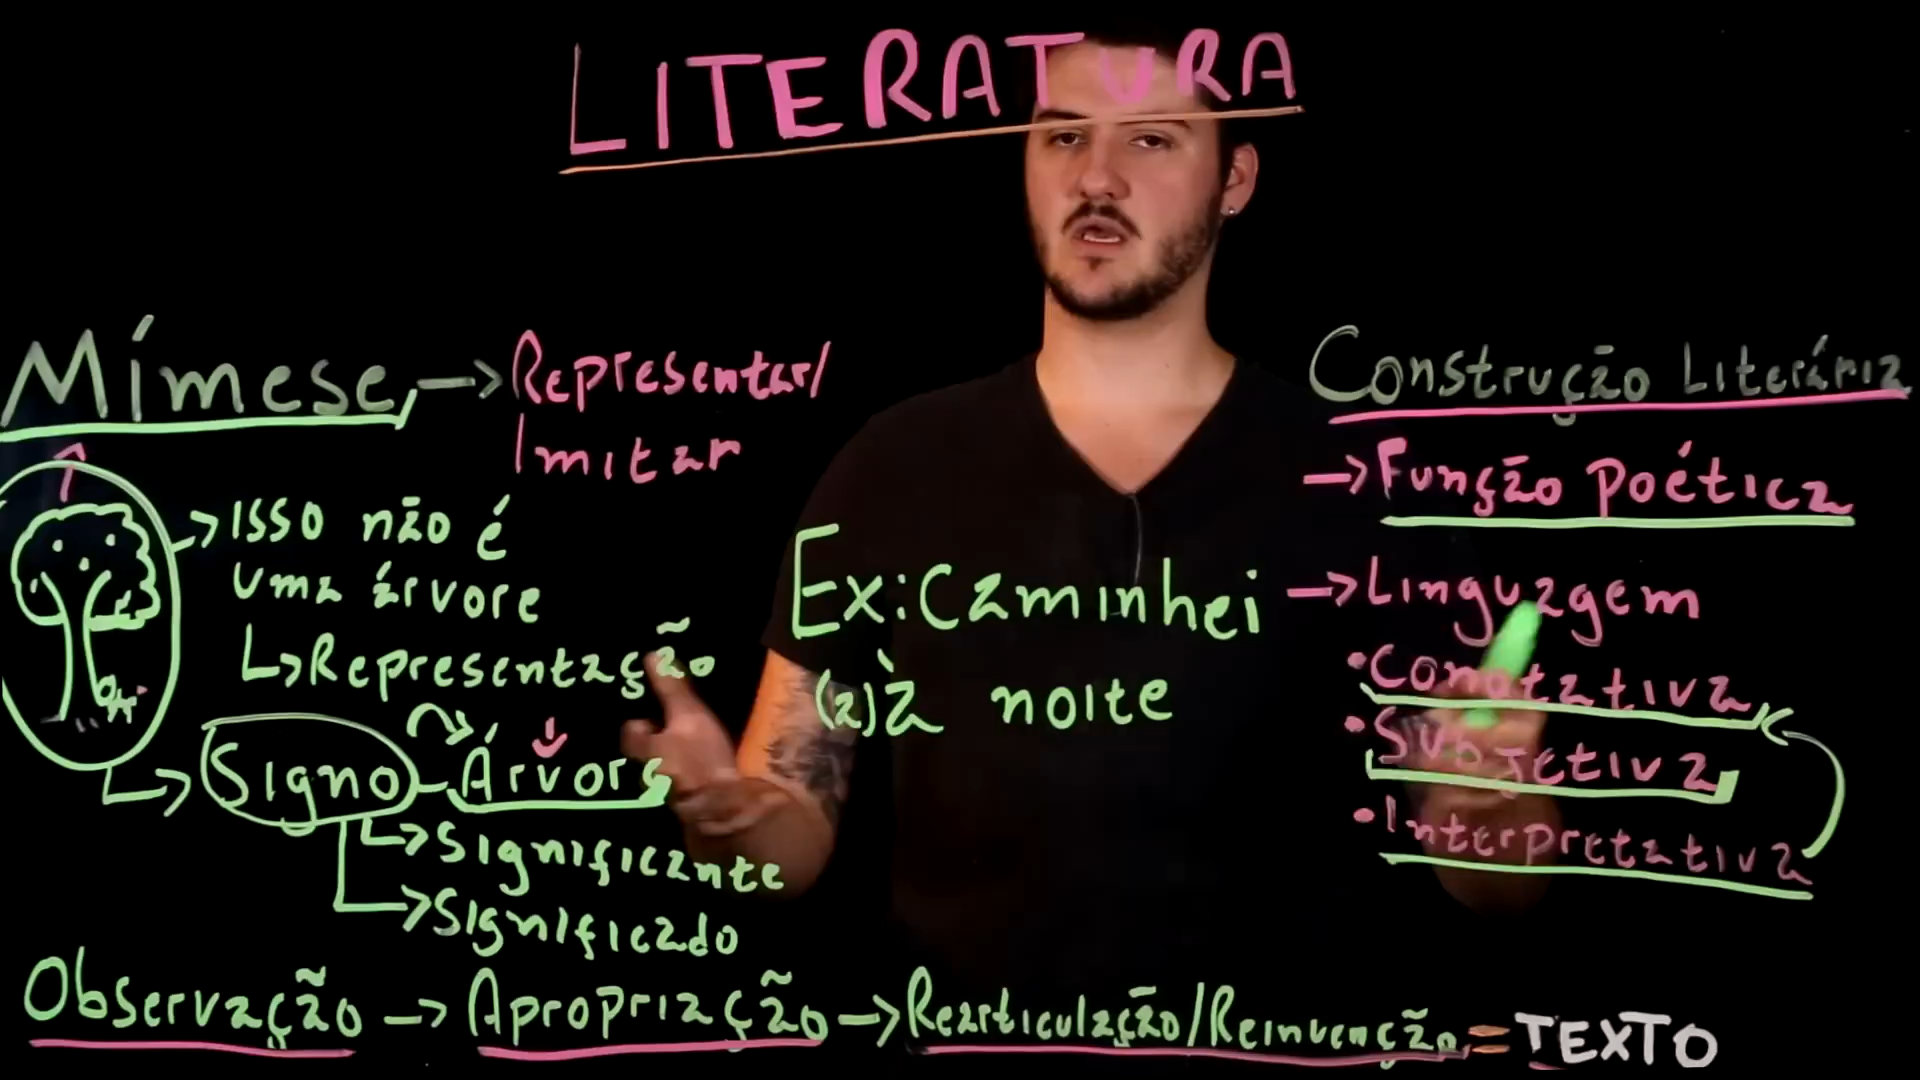 LITERATURA
Mímese -> Representar/
Imitar
-> Isso não é
uma árvore
Representação
Signo - Árvore
Significante
Significado
Ex: Caminhei
(a)à noite
Construção Literária
-> Função poética
-> Linguagem
• Conotativa
• Subjetiva
• Interpretativa
Observação -> Apropriação -> Rearticulação/Reinvenção = TEXTO